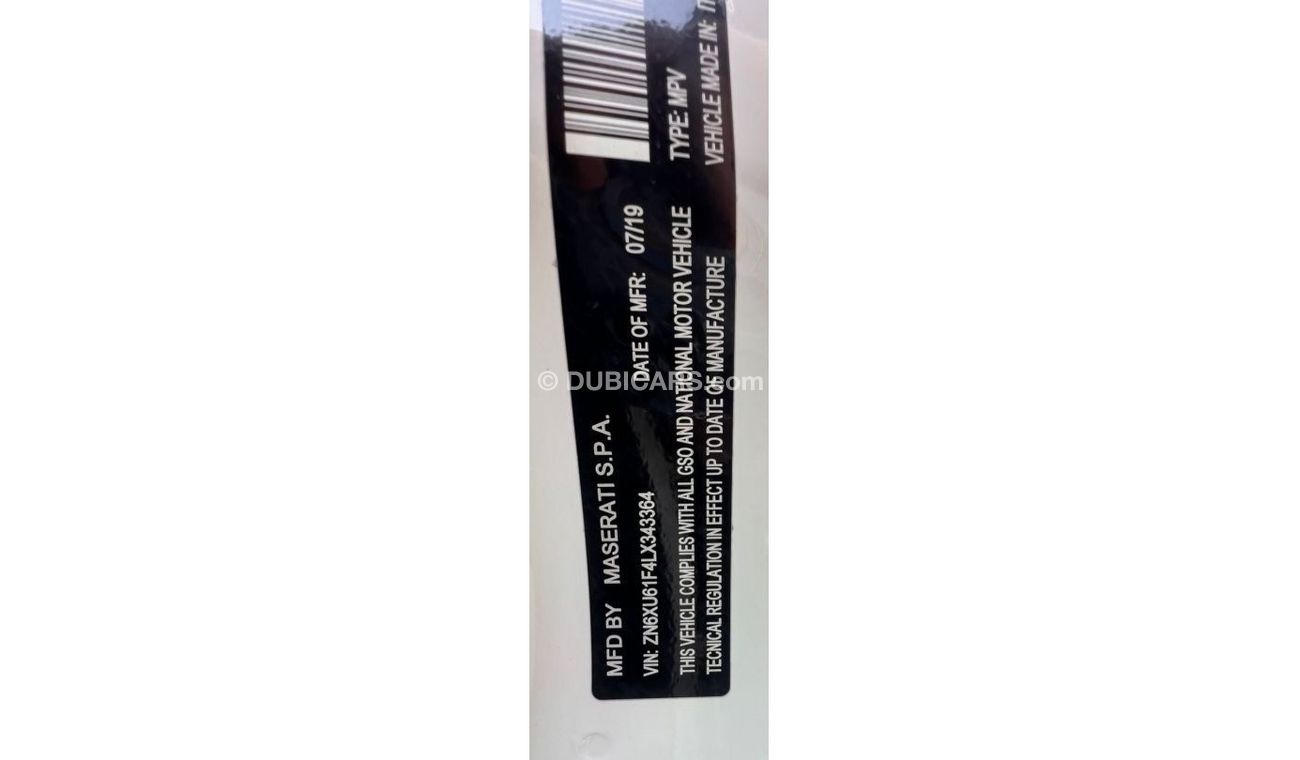 MFD BY MASERATI S.P.A.
VIN: ZN6XU61F4LX343364 DATE OF MFR: 07/19
THIS VEHICLE COMPLIES WITH ALL GSO AND NATIONAL MOTOR VEHICLE TYPE: MPV
TECNICAL REGULATION IN EFFECT UP TO DATE OF MANUFACTURE VEHICLE MADE IN:
© DUBICARS.com